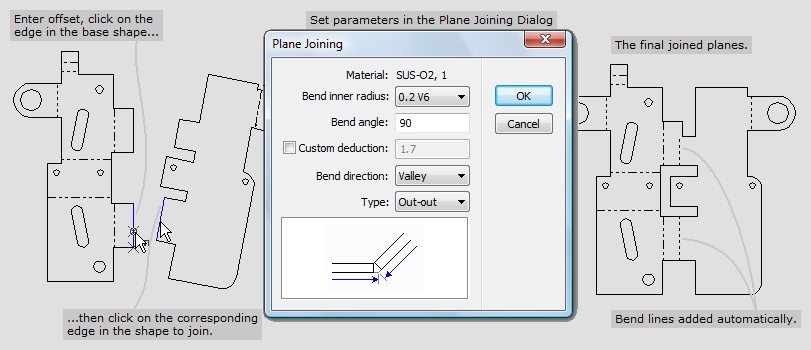 Enter offset, click on the
edge in the base shape...
Set parameters in the Plane Joining Dialog
Plane Joining
Material: SUS-O2, 1
Bend inner radius: 0.2 V6
OK
Bend angle: 90
Cancel
Custom deduction: 1.7
Bend direction: Valley
Type: Out-out
The final joined planes.
...then click on the corresponding
edge in the shape to join.
Bend lines added automatically.